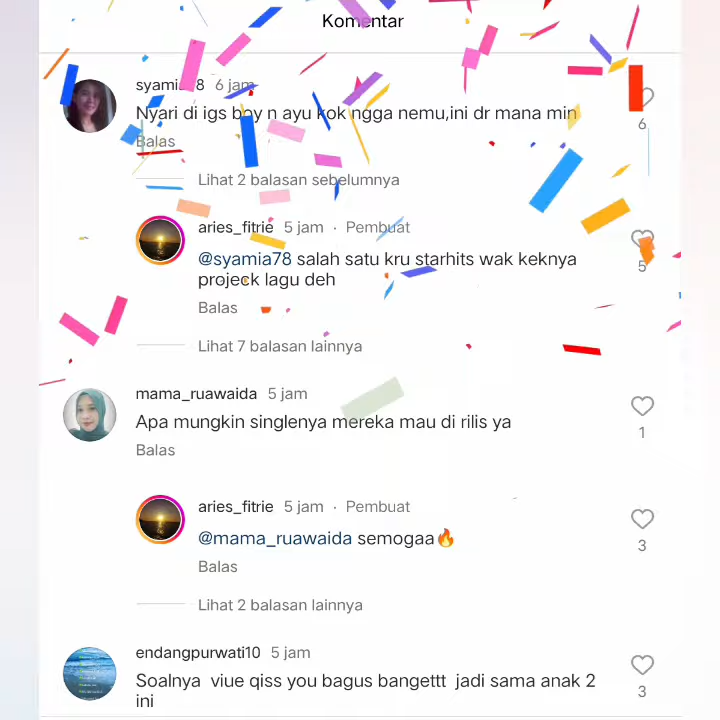 Komentar
syamia78 6 jam
Nyari di igs boy n ayu kok ngga nemu,ini dr mana min
Balas
6
Lihat 2 balasan sebelumnya
aries_fitrie 5 jam · Pembuat
@syamia78 salah satu kru starhits wak keknya
projeck lagu deh
5
Balas
Lihat 7 balasan lainnya
mama_ruawaida 5 jam
Apa mungkin singlenya mereka mau di rilis ya
1
Balas
aries_fitrie 5 jam · Pembuat
@mama_ruawaida semogaa🔥
3
Balas
Lihat 2 balasan lainnya
endangpurwati10 5 jam
Soalnya viue qiss you bagus bangettt jadi sama anak 2
ini
3